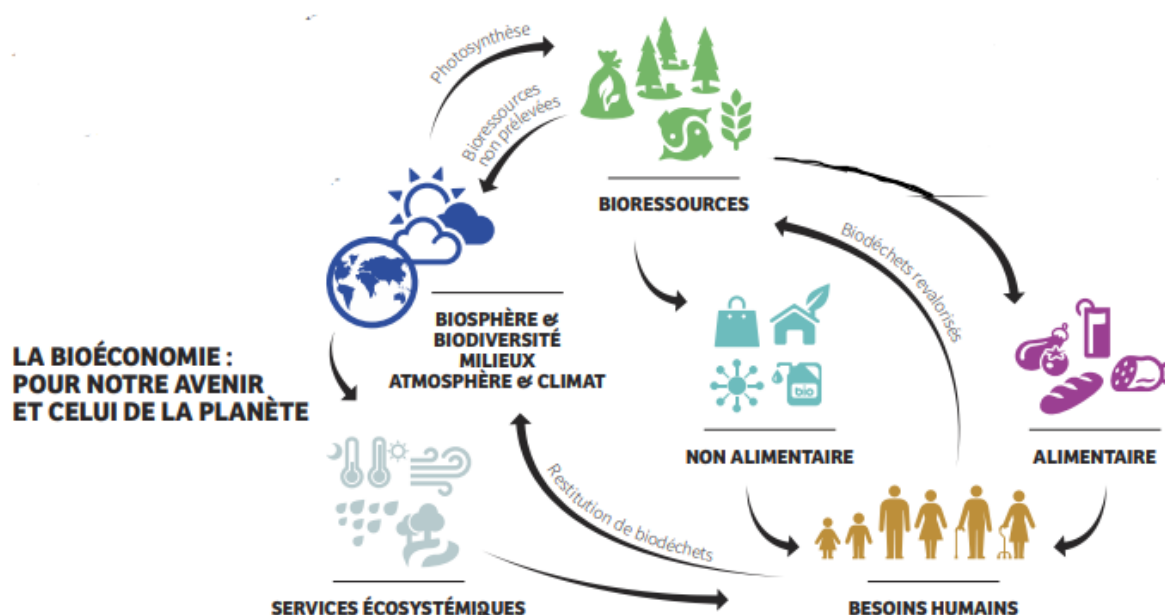 Photosynthèse
Bioressources
non prélevées
BIORESSOURCES
Biodéchets revalorisés
BIOSPHÈRE &
BIODIVERSITÉ
MILIEUX
ATMOSPHÈRE & CLIMAT
LA BIOÉCONOMIE :
POUR NOTRE AVENIR
ET CELUI DE LA PLANÈTE
bio
NON ALIMENTAIRE
ALIMENTAIRE
Restitution de biodéchets
SERVICES ÉCOSYSTÉMIQUES
BESOINS HUMAINS